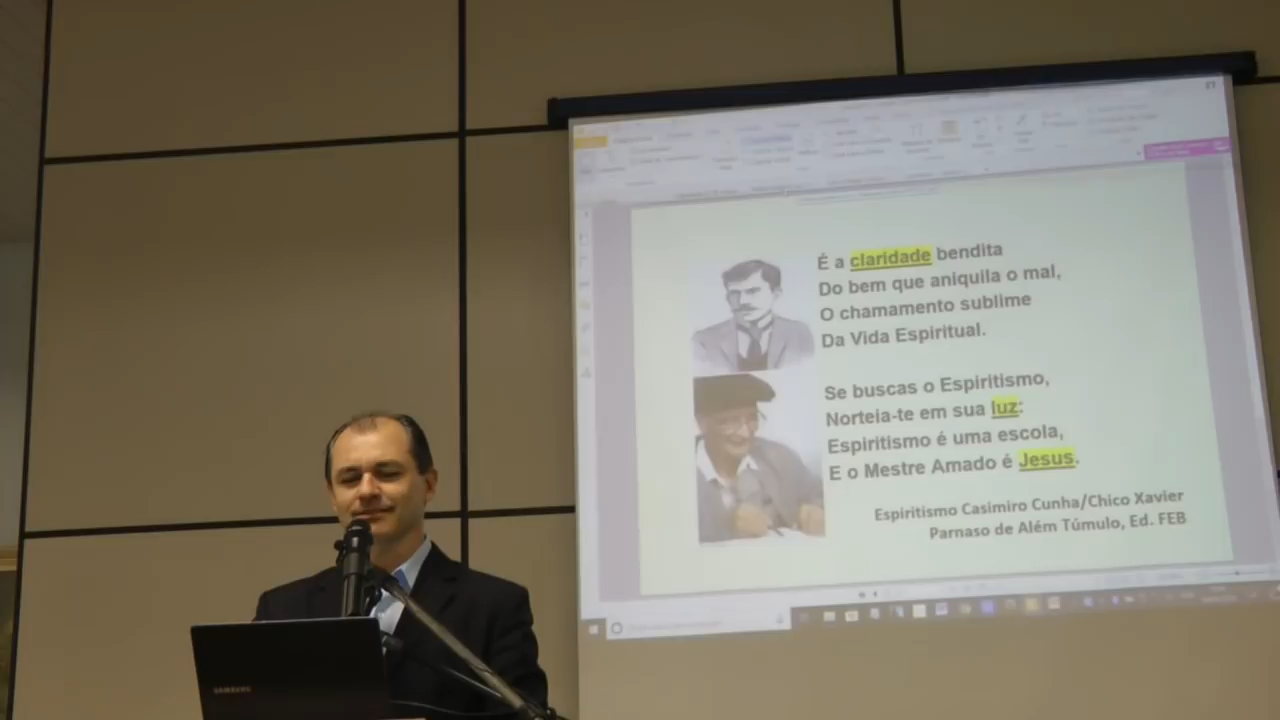 É a claridade bendita
Do bem que aniquila o mal,
O chamamento sublime
Da Vida Espiritual.
Se buscas o Espiritismo,
Norteia-te em sua luz:
Espiritismo é uma escola,
E o Mestre Amado é Jesus.
Espiritismo Casimiro Cunha/Chico Xavier
Parnaso de Além Túmulo, Ed. FEB
SAMSUNG